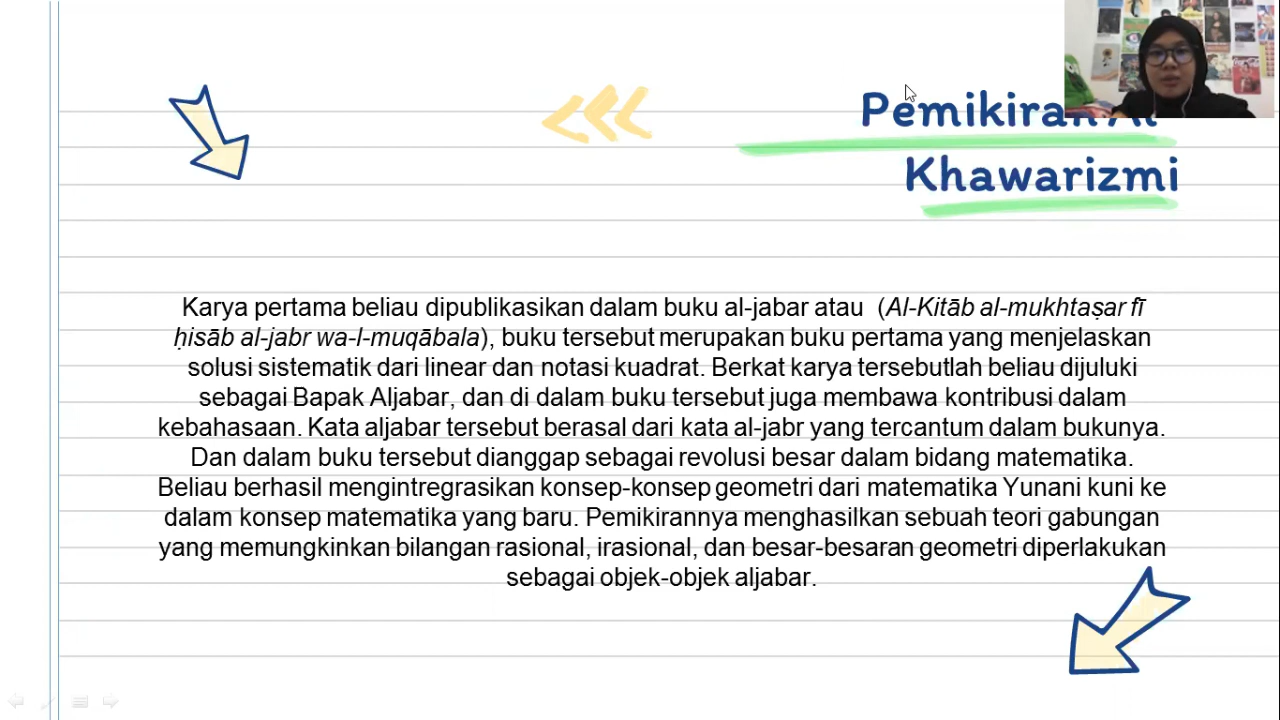 Pemikiran Al
Khawarizmi
Karya pertama beliau dipublikasikan dalam buku al-jabar atau (Al-Kitāb al-mukhtaṣar fī
ḥisāb al-jabr wa-l-muqābala), buku tersebut merupakan buku pertama yang menjelaskan
solusi sistematik dari linear dan notasi kuadrat. Berkat karya tersebutlah beliau dijuluki
sebagai Bapak Aljabar, dan di dalam buku tersebut juga membawa kontribusi dalam
kebahasaan. Kata aljabar tersebut berasal dari kata al-jabr yang tercantum dalam bukunya.
Dan dalam buku tersebut dianggap sebagai revolusi besar dalam bidang matematika.
Beliau berhasil mengintregrasikan konsep-konsep geometri dari matematika Yunani kuni ke
dalam konsep matematika yang baru. Pemikirannya menghasilkan sebuah teori gabungan
yang memungkinkan bilangan rasional, irasional, dan besar-besaran geometri diperlakukan
sebagai objek-objek aljabar.